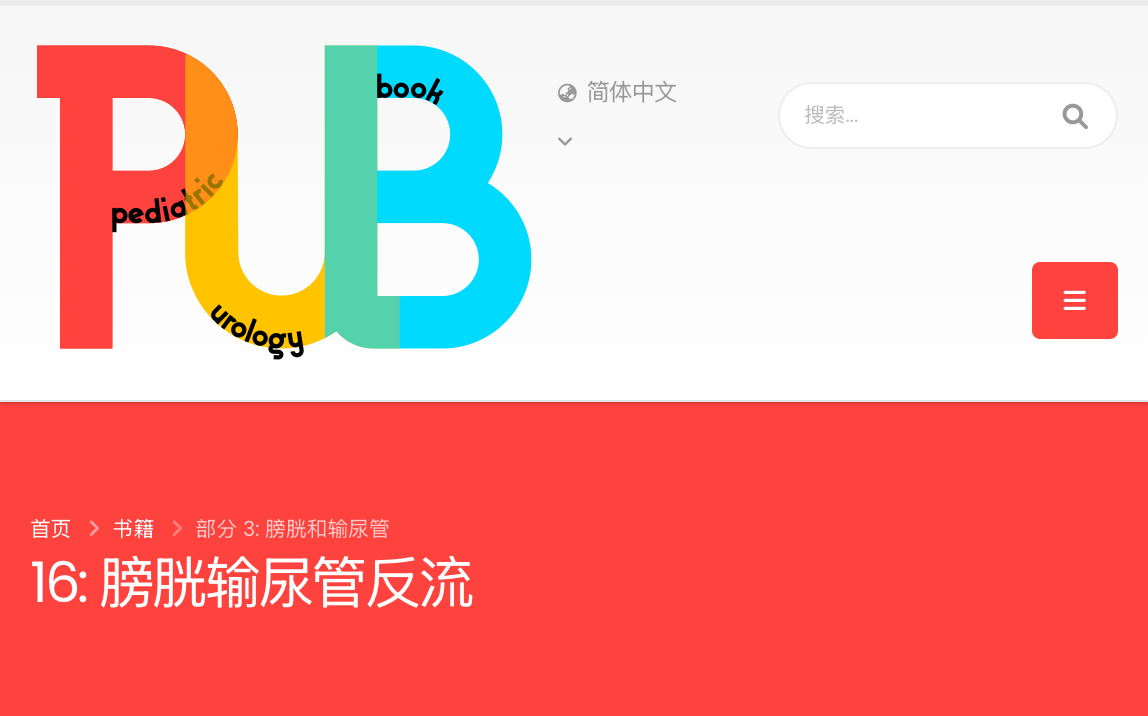 pediatric
urology
book
简体中文
搜索...
首页 书籍 部分 3: 膀胱和输尿管
16: 膀胱输尿管反流